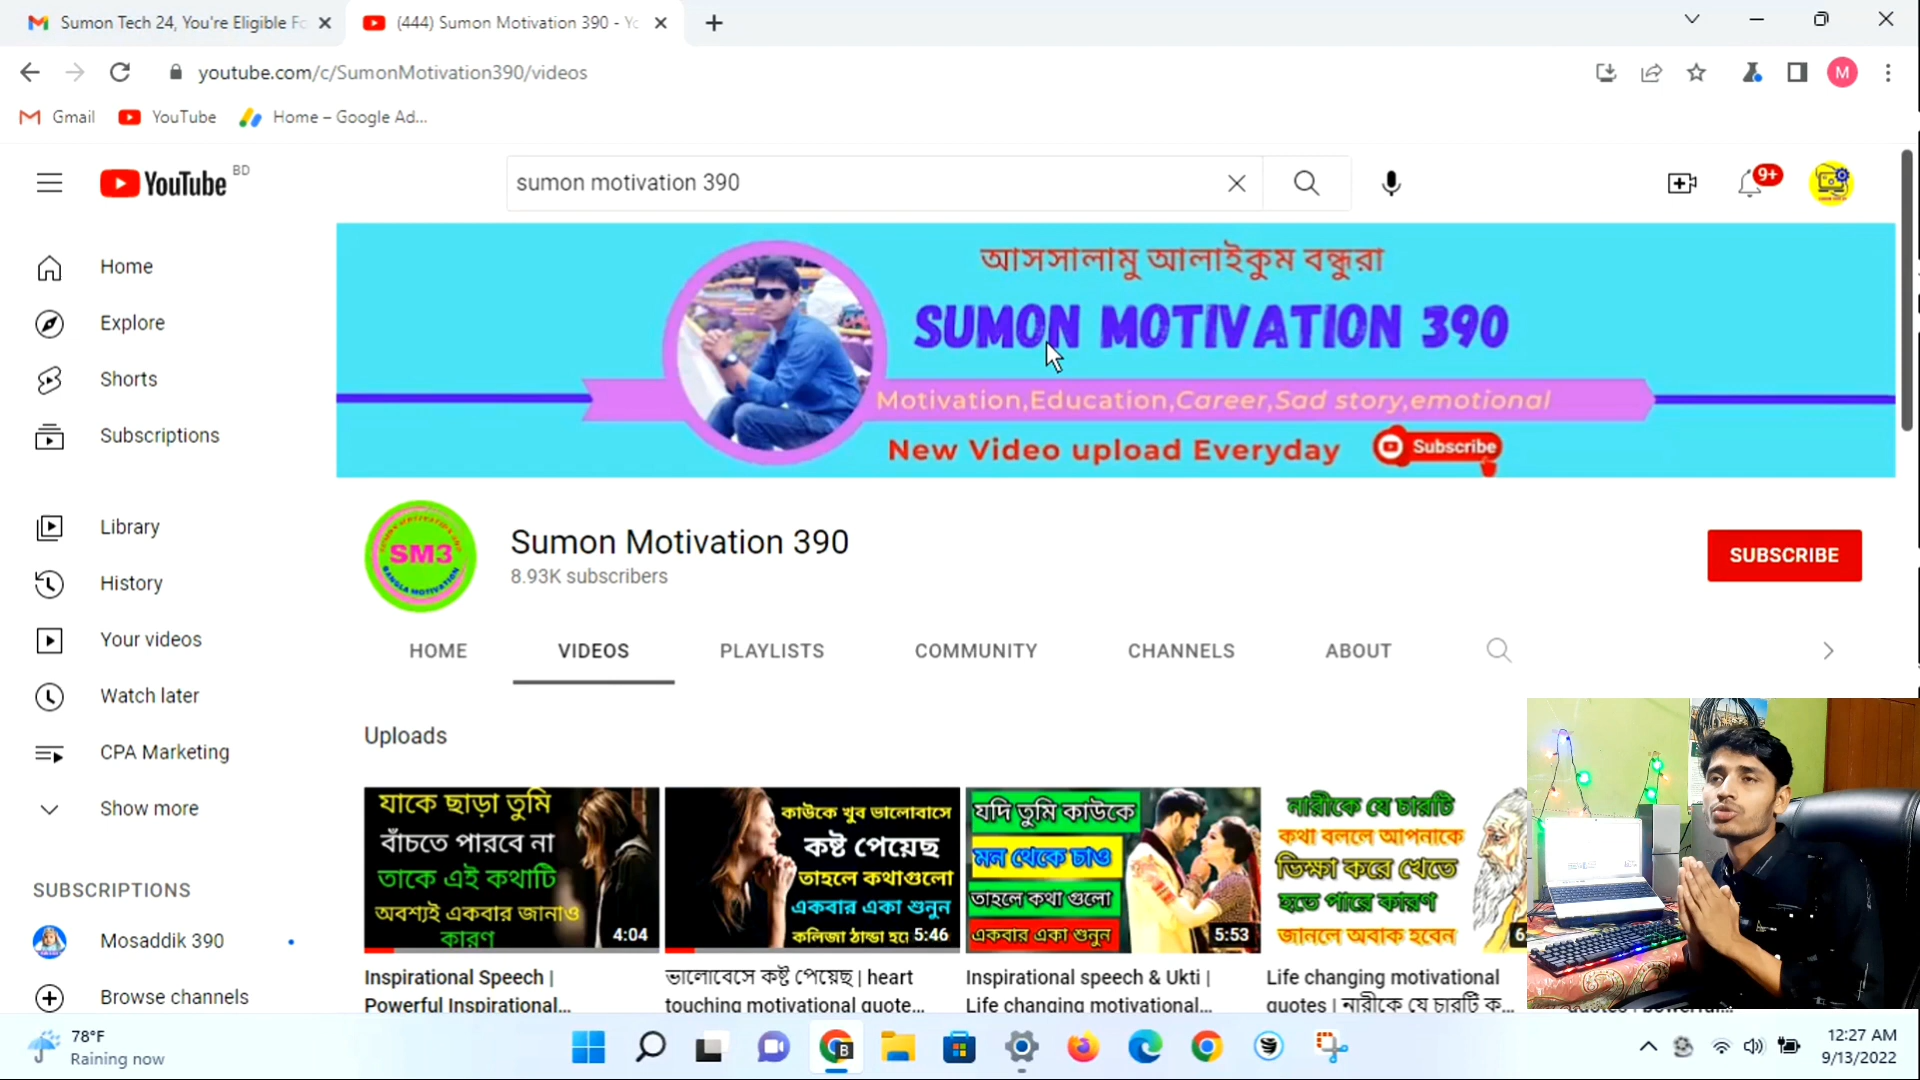 Sumon Tech 24, You're Eligible Fo
(444) Sumon Motivation 390 - Yo
youtube.com/c/SumonMotivation390/videos
M
Gmail
YouTube
Home – Google Ad...
YouTube BD
sumon motivation 390
9+
Home
Explore
Shorts
Subscriptions
Library
History
Your videos
Watch later
CPA Marketing
Show more
SUBSCRIPTIONS
Mosaddik 390
Browse channels
আসসালামু আলাইকুম বন্ধুরা
SUMON MOTIVATION 390
Motivation,Education,Career,Sad story,emotional
New Video upload Everyday
Subscribe
SM3
BANGLA MOTIVATION
Sumon Motivation 390
8.93K subscribers
SUBSCRIBE
HOME
VIDEOS
PLAYLISTS
COMMUNITY
CHANNELS
ABOUT
Uploads
যাকে ছাড়া তুমি
বাঁচতে পারবে না
তাকে এই কথাটি
অবশ্যই একবার জানাও
কারণ
4:04
কাউকে খুব ভালোবাসে
কষ্ট পেয়েছ
তাহলে কথাগুলো
একবার একা শুনুন
কলিজা ঠান্ডা হবে
5:46
যদি তুমি কাউকে
মন থেকে চাও
তাহলে কথা গুলো
একবার একা শুনুন
5:53
নারীকে যে চারটি
কথা বললে আপনাকে
ভিক্ষা করে খেতে
হতে পারে কারণ
জানলে অবাক হবেন
Inspirational Speech |
Powerful Inspirational...
ভালোবেসে কষ্ট পেয়েছ | heart
touching motivational quote...
Inspirational speech & Ukti |
Life changing motivational...
Life changing motivational
quotes | নারীকে যে চারটি ক...
78°F
Raining now
12:27 AM
9/13/2022